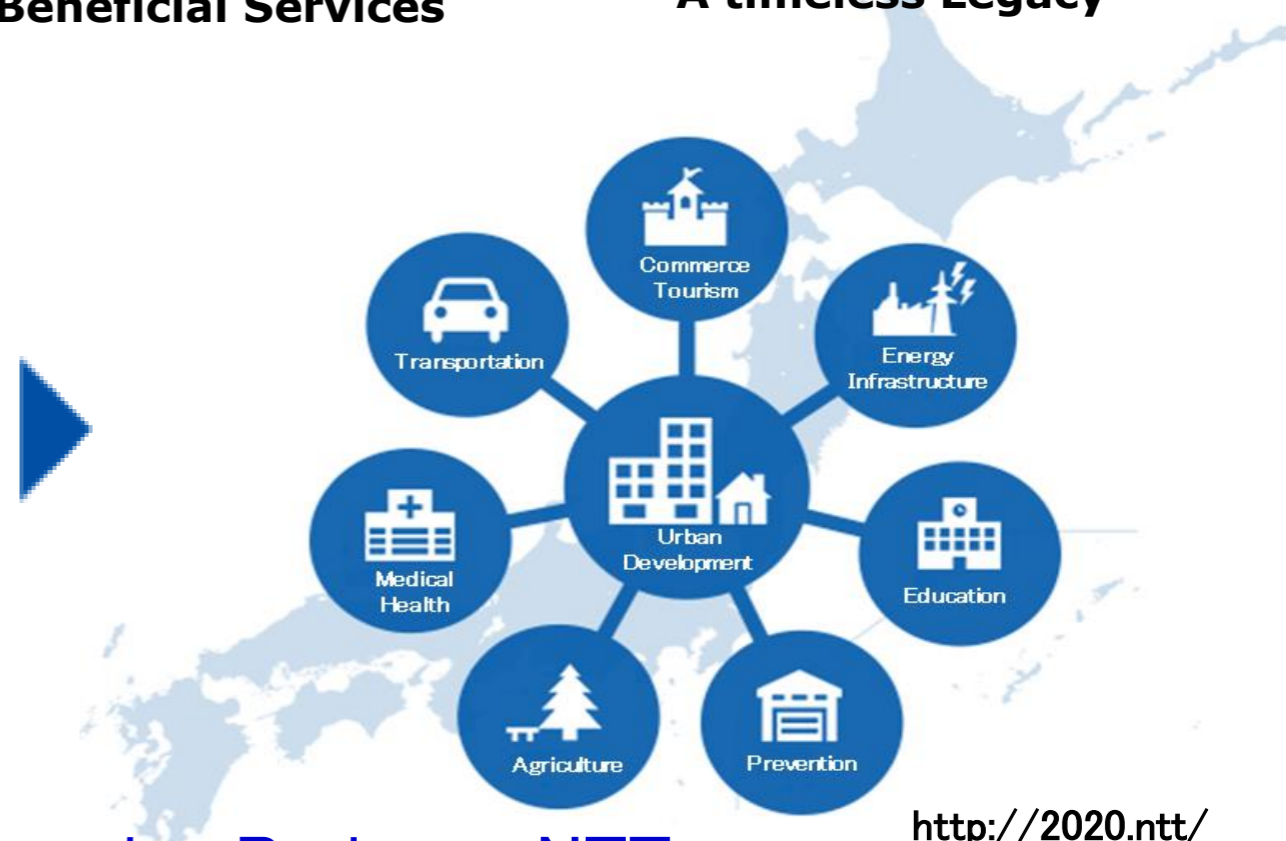 Beneficial Services
A timeless Legacy
Commerce
Tourism
Transportation
Energy
Infrastructure
Urban
Development
Medical
Health
Education
Agriculture
Prevention
NTT
http://2020.ntt/